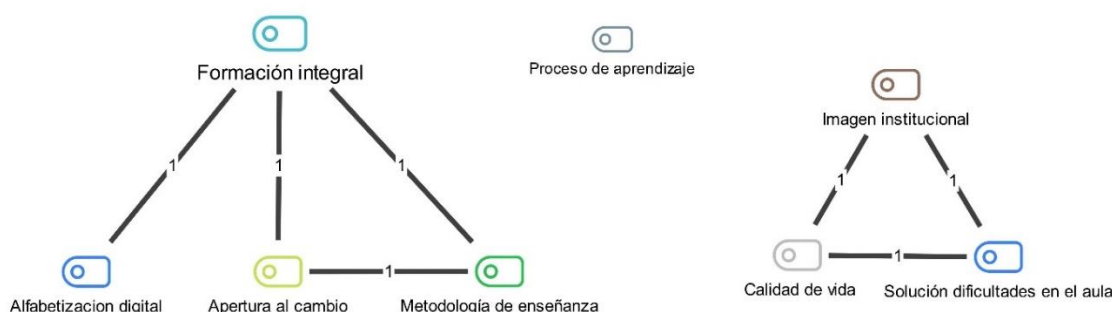 Formación integral
Proceso de aprendizaje
Imagen institucional
1
1
1
1
1
1
1
Alfabetizacion digital
Apertura al cambio
Metodología de enseñanza
Calidad de vida
Solución dificultades en el aula